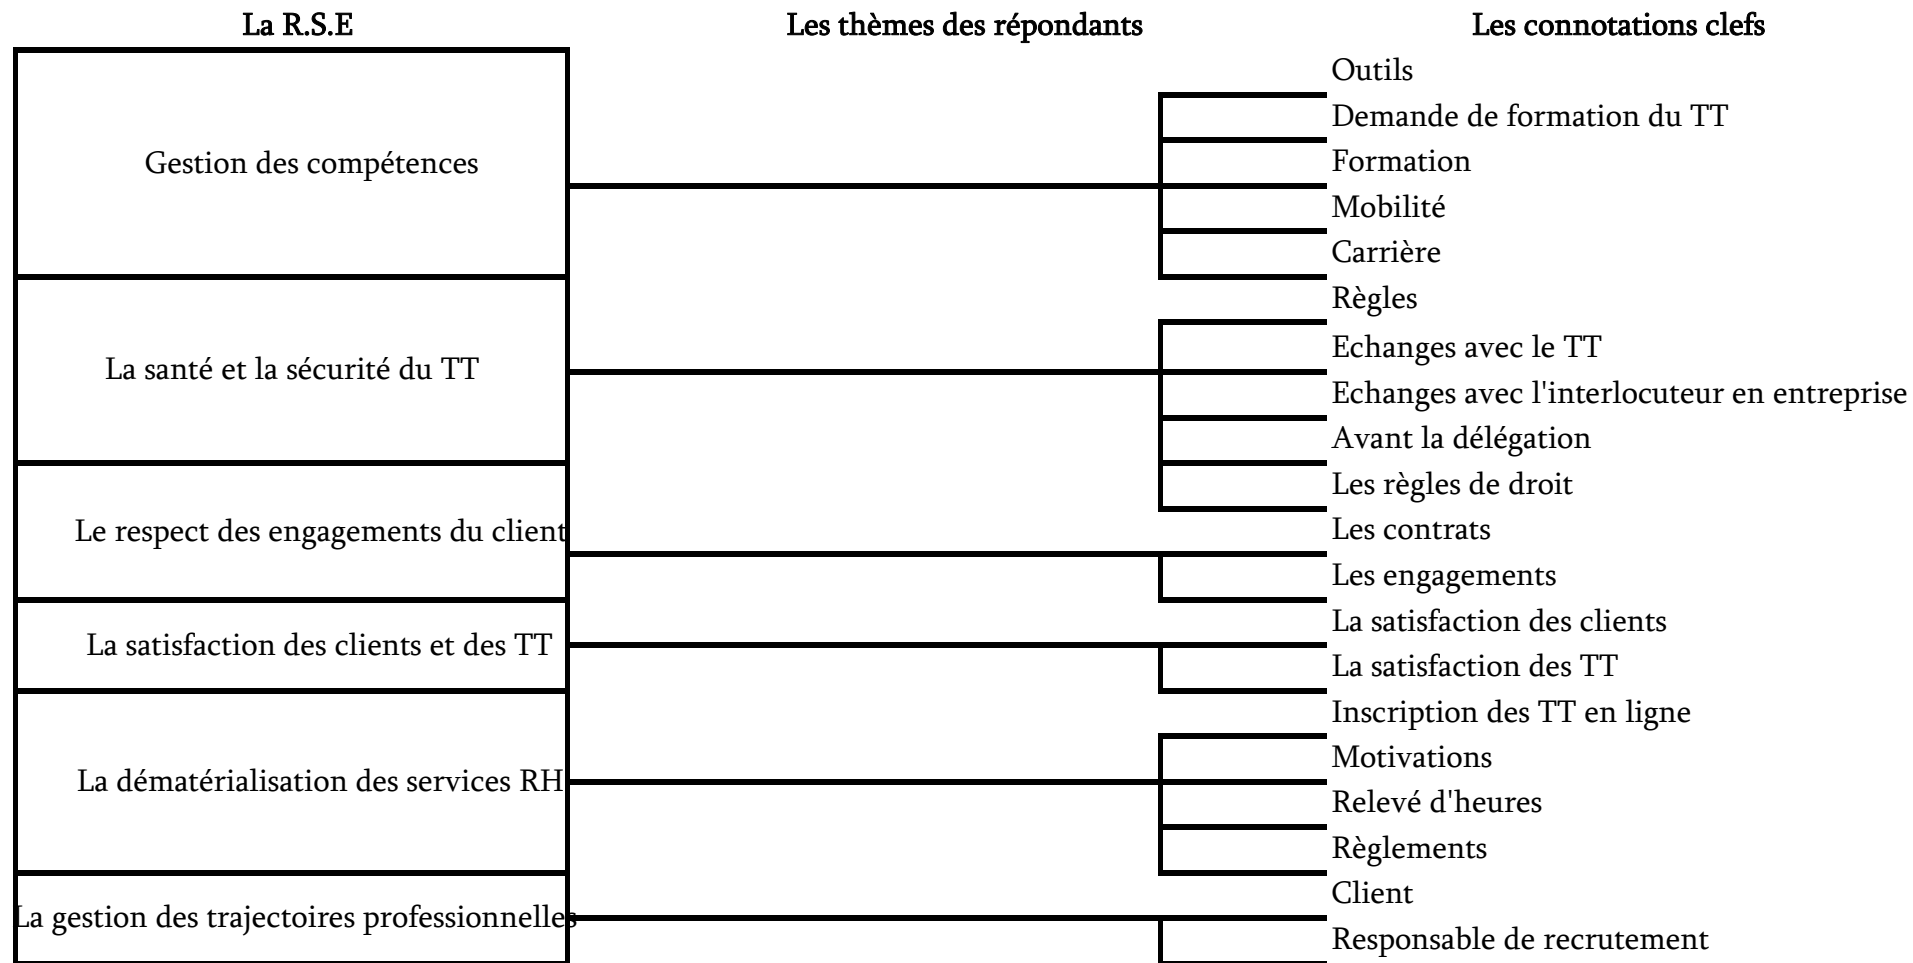 La R.S.E
Les thèmes des répondants
Les connotations clefs
Gestion des compétences
Outils
Demande de formation du TT
Formation
Mobilité
Carrière
La santé et la sécurité du TT
Règles
Echanges avec le TT
Echanges avec l'interlocuteur en entreprise
Avant la délégation
Les règles de droit
Le respect des engagements du client
Les contrats
Les engagements
La satisfaction des clients et des TT
La satisfaction des clients
La satisfaction des TT
La dématérialisation des services RH
Inscription des TT en ligne
Motivations
Relevé d'heures
Règlements
La gestion des trajectoires professionnelles
Client
Responsable de recrutement